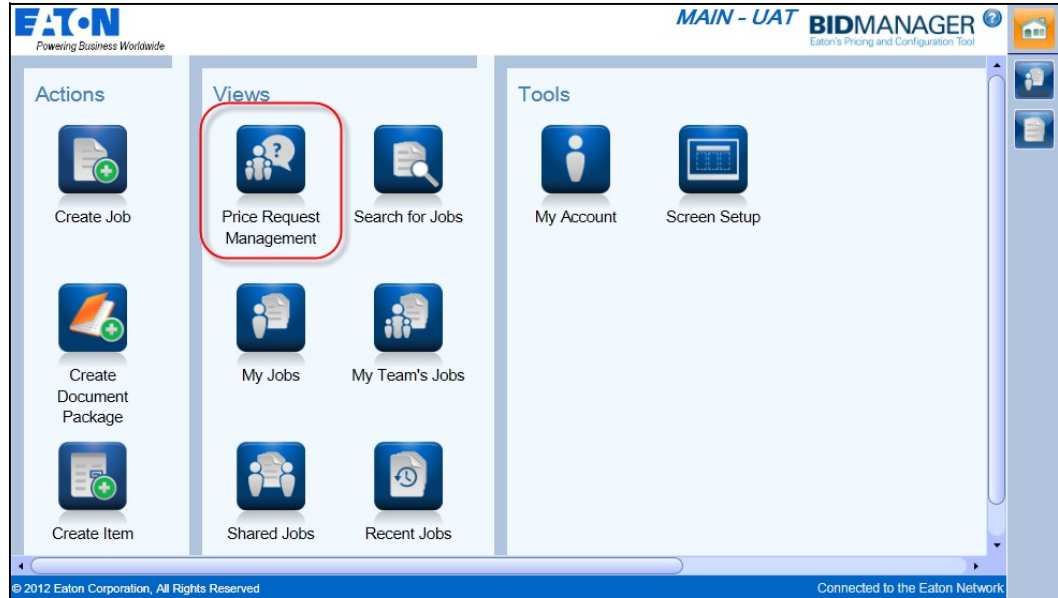 EATON
Powering Business Worldwide
MAIN - UAT
BIDMANAGER
Eaton's Pricing and Configuration Tool
?
Actions
Views
Tools
?
Create Job
Price Request
Management
Search for Jobs
My Account
Screen Setup
Create
Document
Package
My Jobs
My Team's Jobs
Create Item
Shared Jobs
Recent Jobs
© 2012 Eaton Corporation, All Rights Reserved
Connected to the Eaton Network